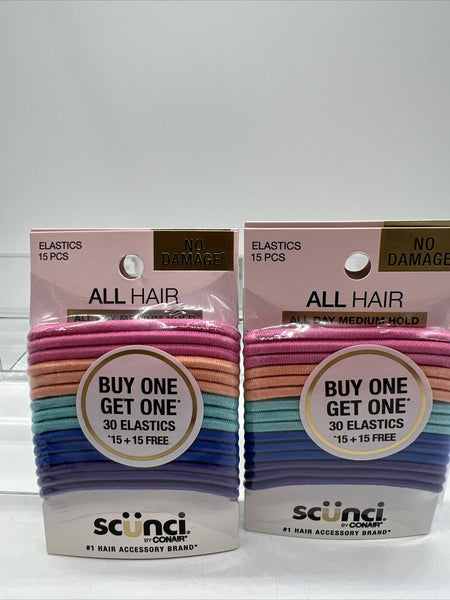 ELASTICS
15 PCS
NO
DAMAGE*
ALL HAIR
BUY ONE
GET ONE*
30 ELASTICS
*15 + 15 FREE
scünci
BY CONAIR®
#1 HAIR ACCESSORY BRAND*
ELASTICS
15 PCS
NO
DAMAGE*
ALL HAIR
ALL DAY MEDIUM HOLD
BUY ONE
GET ONE*
30 ELASTICS
*15 + 15 FREE
scünci
BY CONAIR®
#1 HAIR ACCESSORY BRAND*